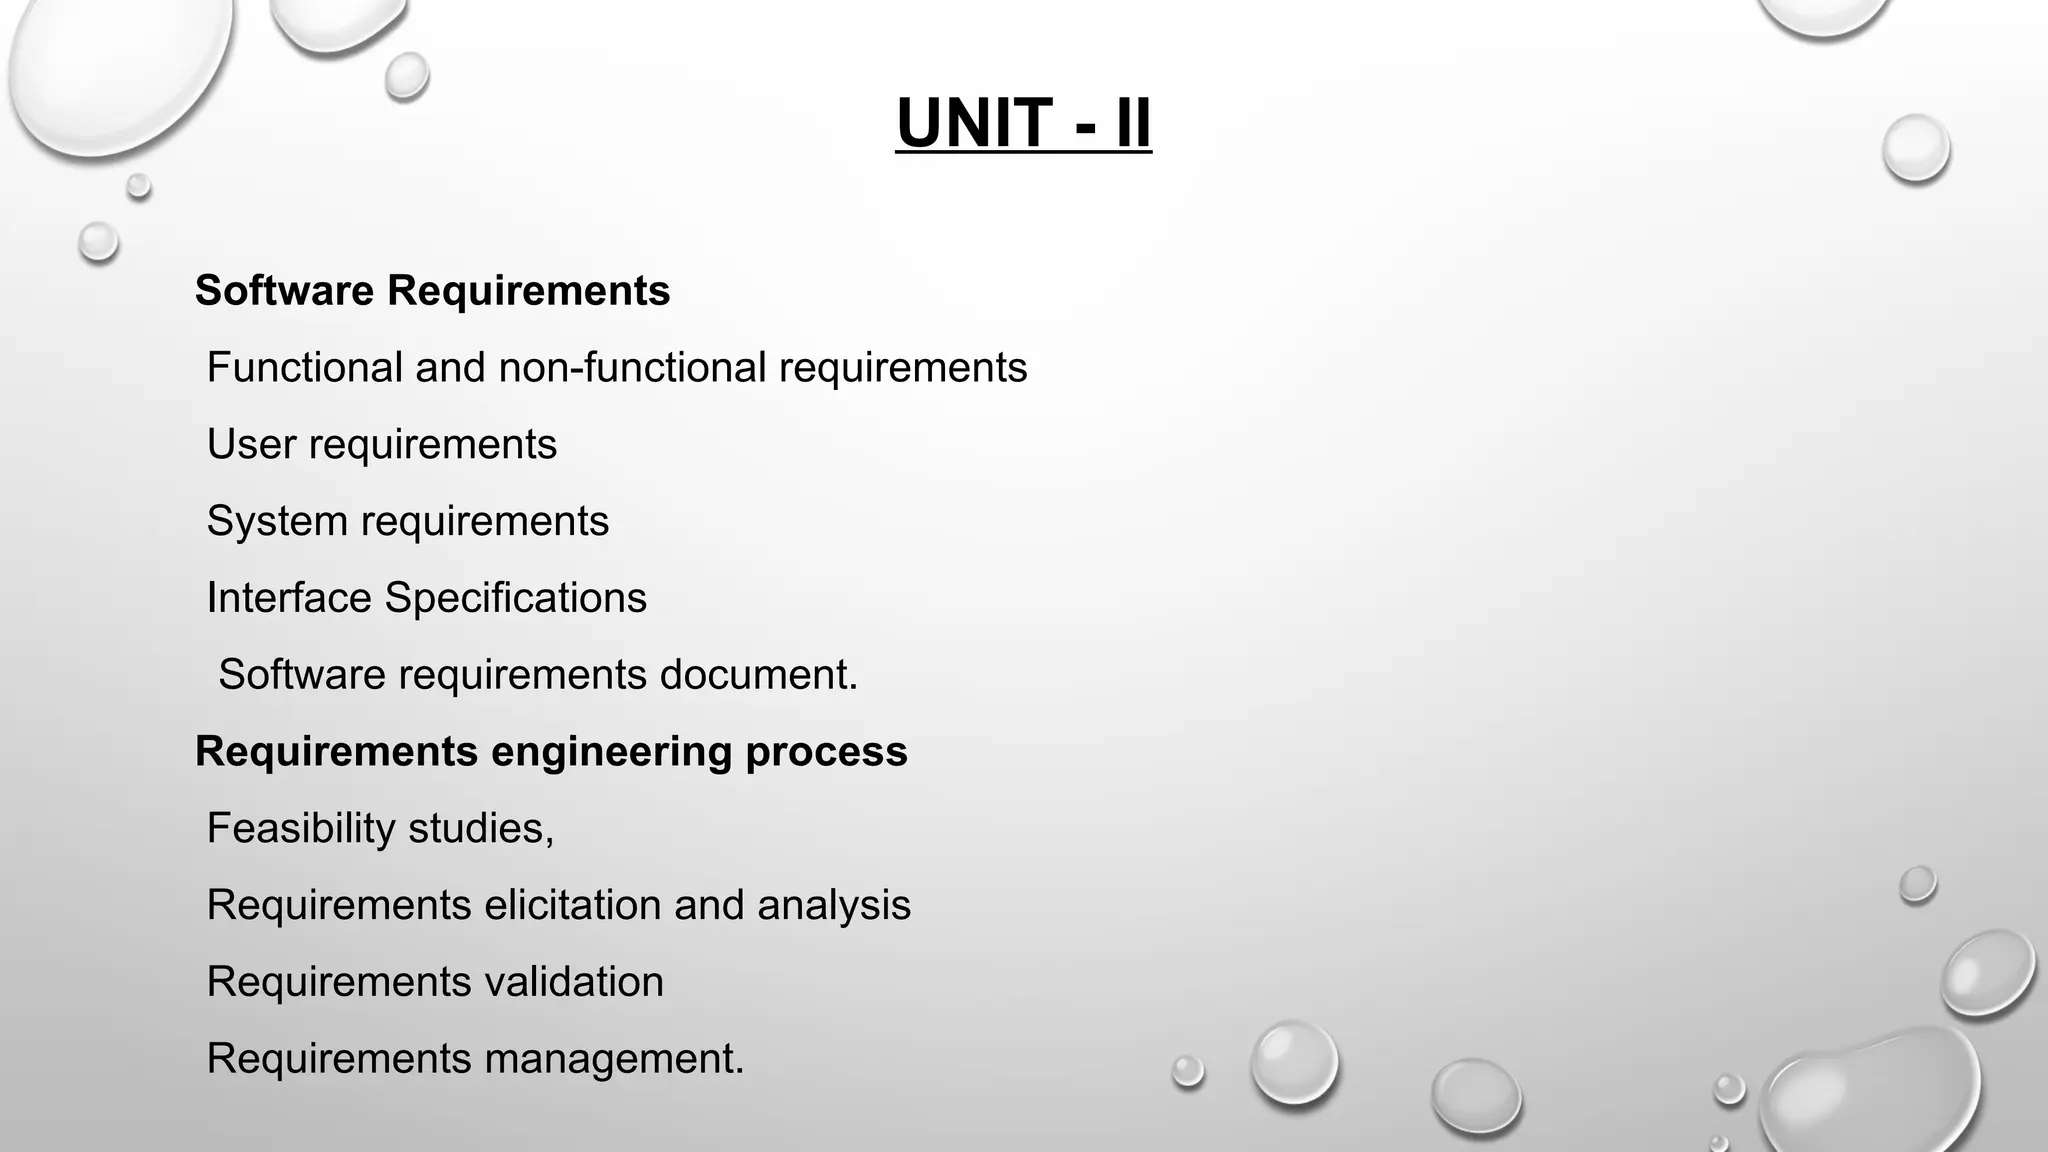 UNIT - II
Software Requirements
Functional and non-functional requirements
User requirements
System requirements
Interface Specifications
Software requirements document.
Requirements engineering process
Feasibility studies,
Requirements elicitation and analysis
Requirements validation
Requirements management.